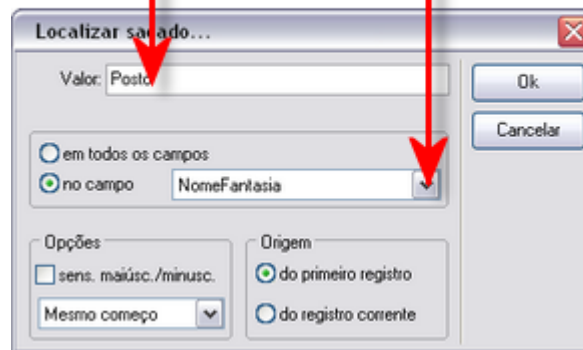 Localizar sacado...
Valor: Posto
Ok
Cancelar
em todos os campos
no campo NomeFantasia
Opções
sens. maiúsc./minusc.
Mesmo começo
Origem
do primeiro registro
do registro corrente